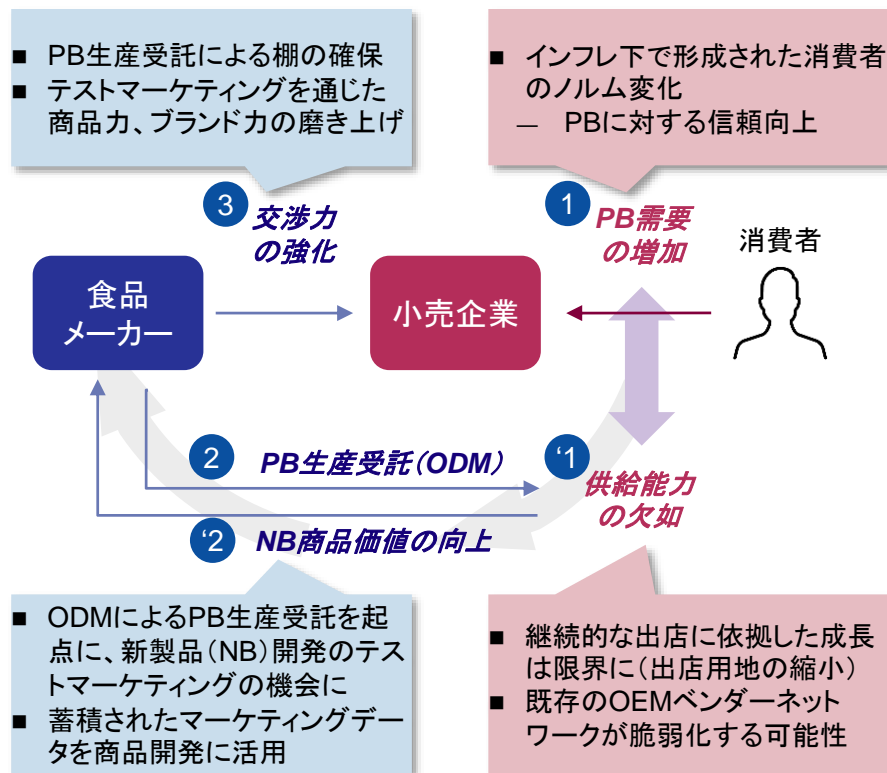 ■ PB生産受託による棚の確保
■ テストマーケティングを通じた
商品力、ブランド力の磨き上げ
■ インフレ下で形成された消費者
のノルム変化
― PBに対する信頼向上
3 交渉力
の強化
1 PB需要
の増加
消費者
食品
メーカー
小売企業
2 PB生産受託（ODM）
‘1 供給能力
の欠如
‘2 NB商品価値の向上
■ ODMによるPB生産受託を起
点に、新製品（NB）開発のテス
トマーケティングの機会に
■ 蓄積されたマーケティングデー
タを商品開発に活用
■ 継続的な出店に依拠した成長
は限界に（出店用地の縮小）
■ 既存のOEMベンダーネット
ワークが脆弱化する可能性